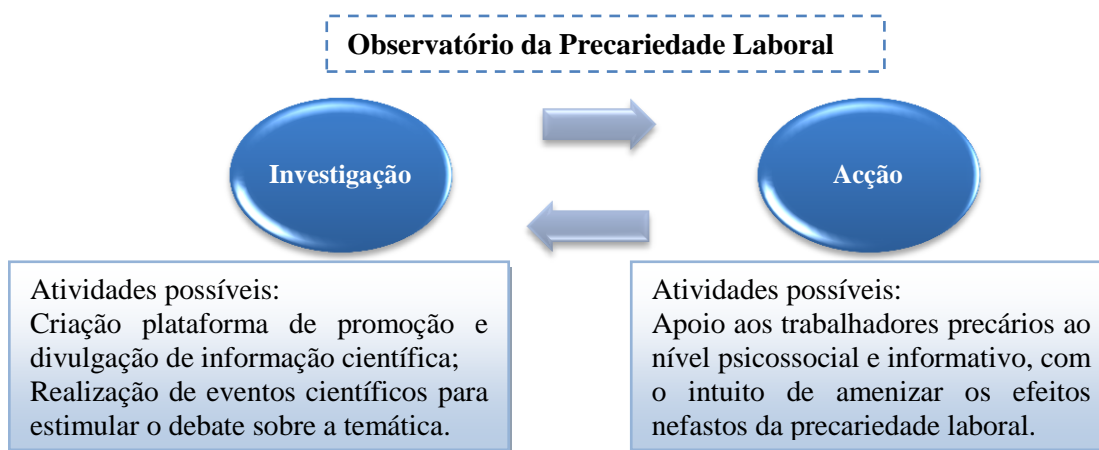 Observatório da Precariedade Laboral
Investigação
Acção
Atividades possíveis:
Criação plataforma de promoção e
divulgação de informação científica;
Realização de eventos científicos para
estimular o debate sobre a temática.
Atividades possíveis:
Apoio aos trabalhadores precários ao
nível psicossocial e informativo, com
o intuito de amenizar os efeitos
nefastos da precariedade laboral.